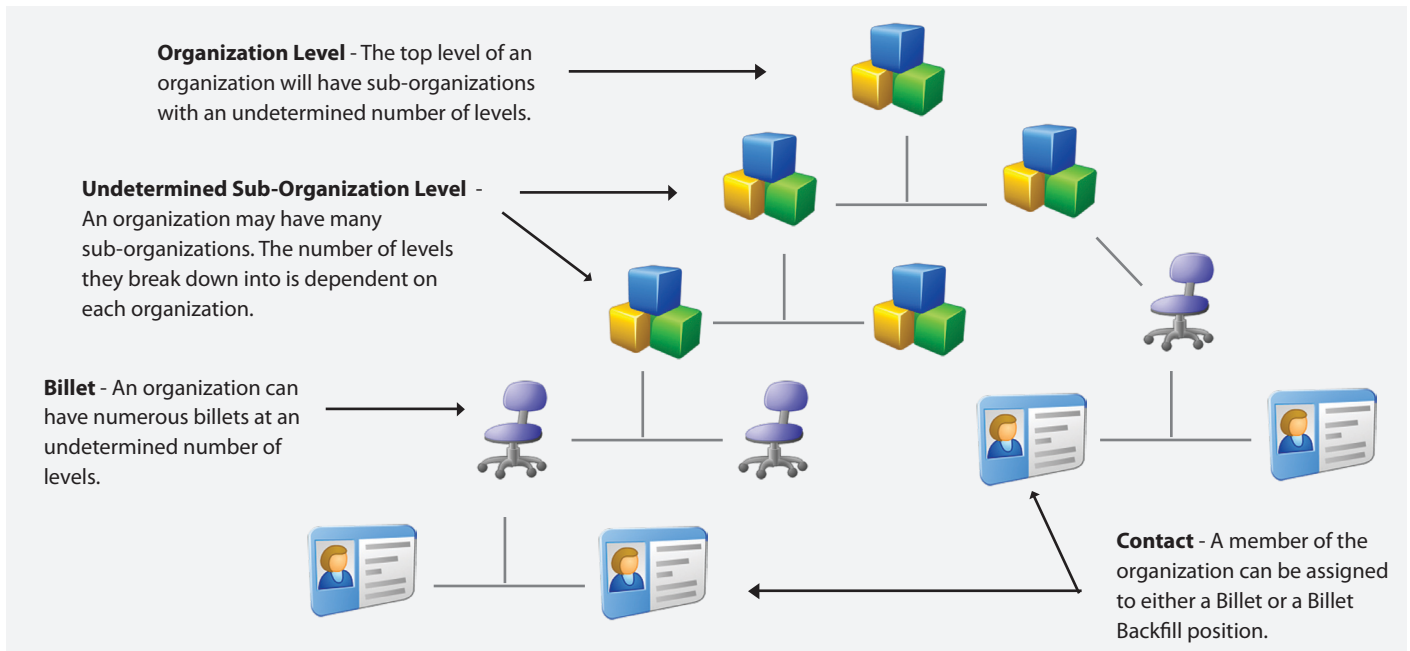 Organization Level - The top level of an
organization will have sub-organizations
with an undetermined number of levels.
Undetermined Sub-Organization Level -
An organization may have many
sub-organizations. The number of levels
they break down into is dependent on
each organization.
Billet - An organization can
have numerous billets at an
undetermined number of
levels.
Contact - A member of the
organization can be assigned
to either a Billet or a Billet
Backfill position.